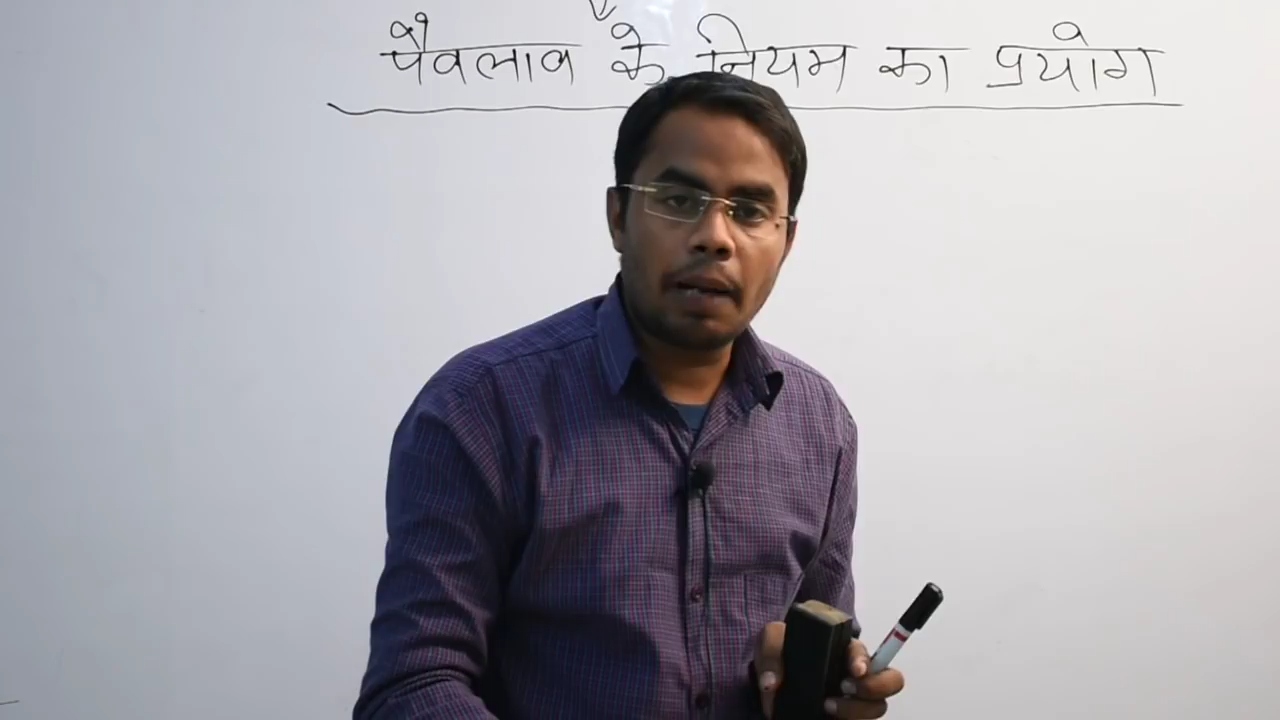 पैवलाव के नियम का प्रयोग